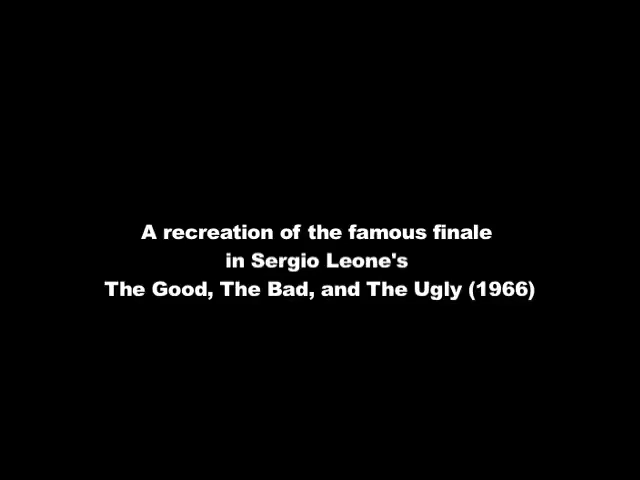 A recreation of the famous finale
in Sergio Leone's
The Good, The Bad, and The Ugly (1966)